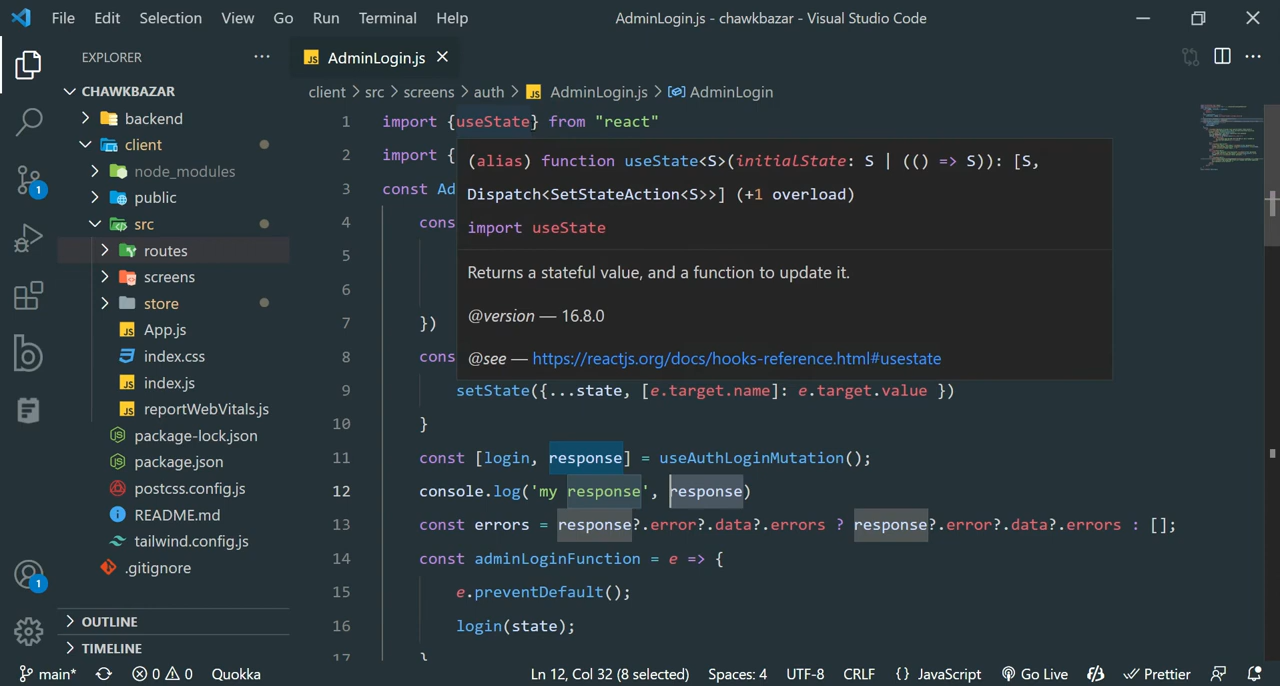 File Edit Selection View Go Run Terminal Help
AdminLogin.js - chawkbazar - Visual Studio Code
EXPLORER
CHAWKBAZAR
backend
client
node_modules
public
src
routes
screens
store
App.js
index.css
index.js
reportWebVitals.js
package-lock.json
package.json
postcss.config.js
README.md
tailwind.config.js
.gitignore
OUTLINE
TIMELINE
1
1
JS AdminLogin.js
client > src > screens > auth > JS AdminLogin.js > AdminLogin
1 import {useState} from "react"
2 import {
3 const Ad
4 cons
5
6
7 })
8 cons
(alias) function useState<S>(initialState: S | (() => S)): [S,
Dispatch<SetStateAction<S>>] (+1 overload)
import useState
Returns a stateful value, and a function to update it.
@version — 16.8.0
@see — https://reactjs.org/docs/hooks-reference.html#usestate
9 setState({...state, [e.target.name]: e.target.value })
10 }
11 const [login, response] = useAuthLoginMutation();
12 console.log('my response', response)
13 const errors = response?.error?.data?.errors ? response?.error?.data?.errors : [];
14 const adminLoginFunction = e => {
15 e.preventDefault();
16 login(state);
17 }
main* 0 0 Quokka Ln 12, Col 32 (8 selected) Spaces: 4 UTF-8 CRLF {} JavaScript Go Live Prettier